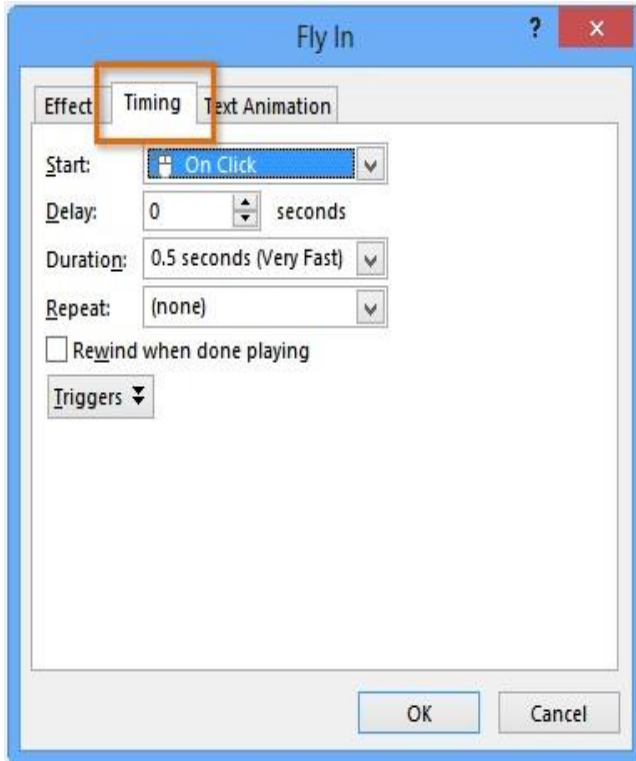 Fly In
?
Effect Timing Text Animation
Start: On Click
Delay: 0 seconds
Duration: 0.5 seconds (Very Fast)
Repeat: (none)
Rewind when done playing
Triggers
OK Cancel